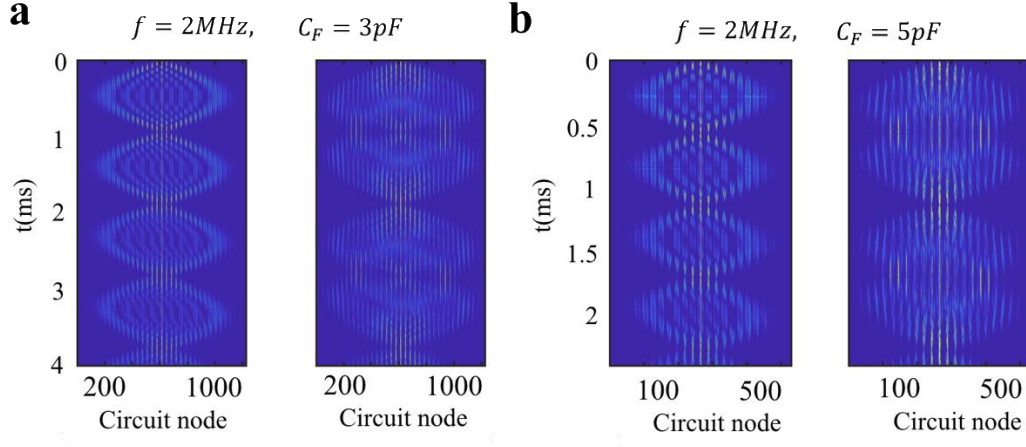 a
f = 2MHz, C_F = 3pF
0
1
2
3
4
t(ms)
200 1000
200 1000
Circuit node
Circuit node
b
f = 2MHz, C_F = 5pF
0
0.5
1
1.5
2
t(ms)
100 500
100 500
Circuit node
Circuit node